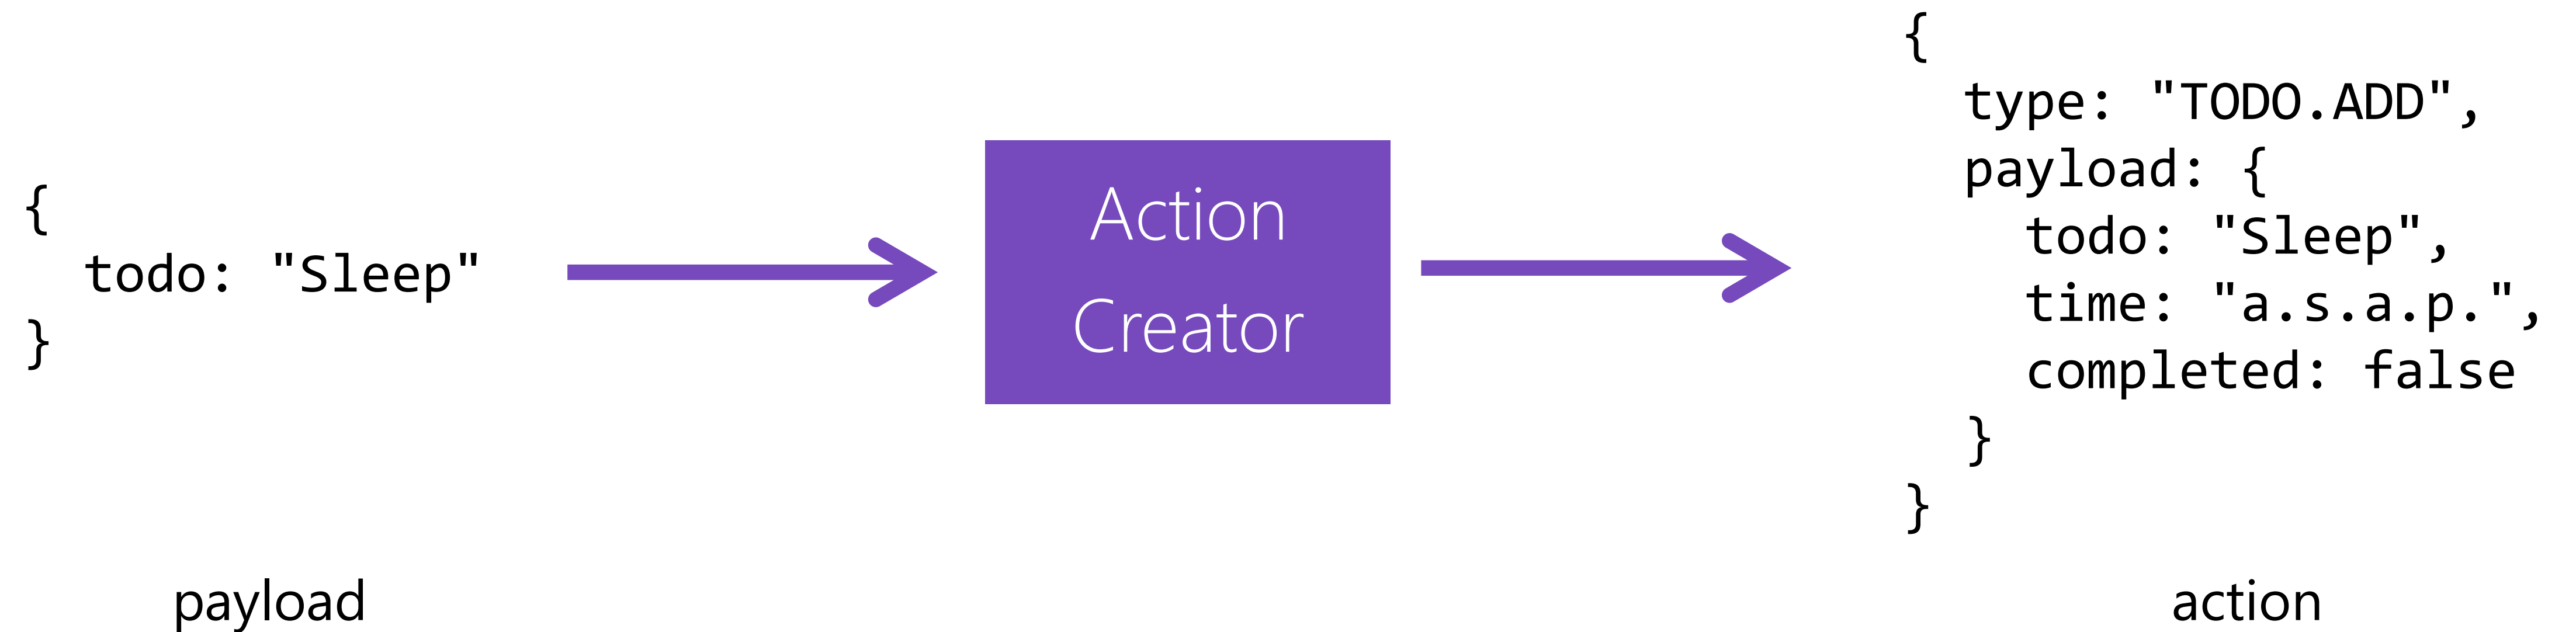 {
  todo: "Sleep"
}
payload
Action
Creator
{
  type: "TODO.ADD",
  payload: {
    todo: "Sleep",
    time: "a.s.a.p.",
    completed: false
  }
}
action